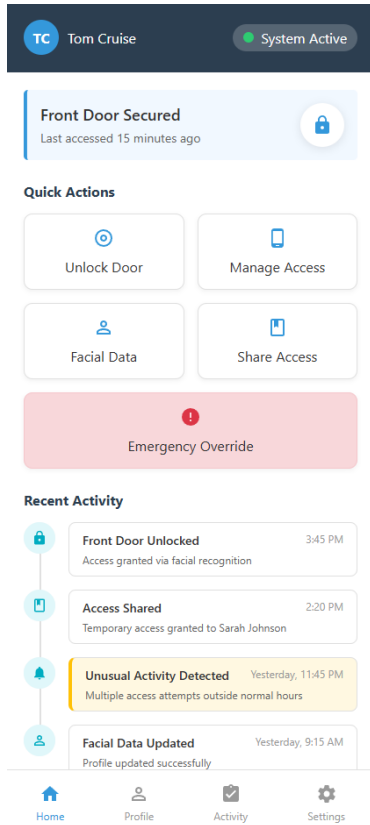 TC
Tom Cruise
System Active
Front Door Secured
Last accessed 15 minutes ago
Quick Actions
Unlock Door
Manage Access
Facial Data
Share Access
Emergency Override
Recent Activity
Front Door Unlocked
3:45 PM
Access granted via facial recognition
Access Shared
2:20 PM
Temporary access granted to Sarah Johnson
Unusual Activity Detected
Yesterday, 11:45 PM
Multiple access attempts outside normal hours
Facial Data Updated
Yesterday, 9:15 AM
Profile updated successfully
Home
Profile
Activity
Settings